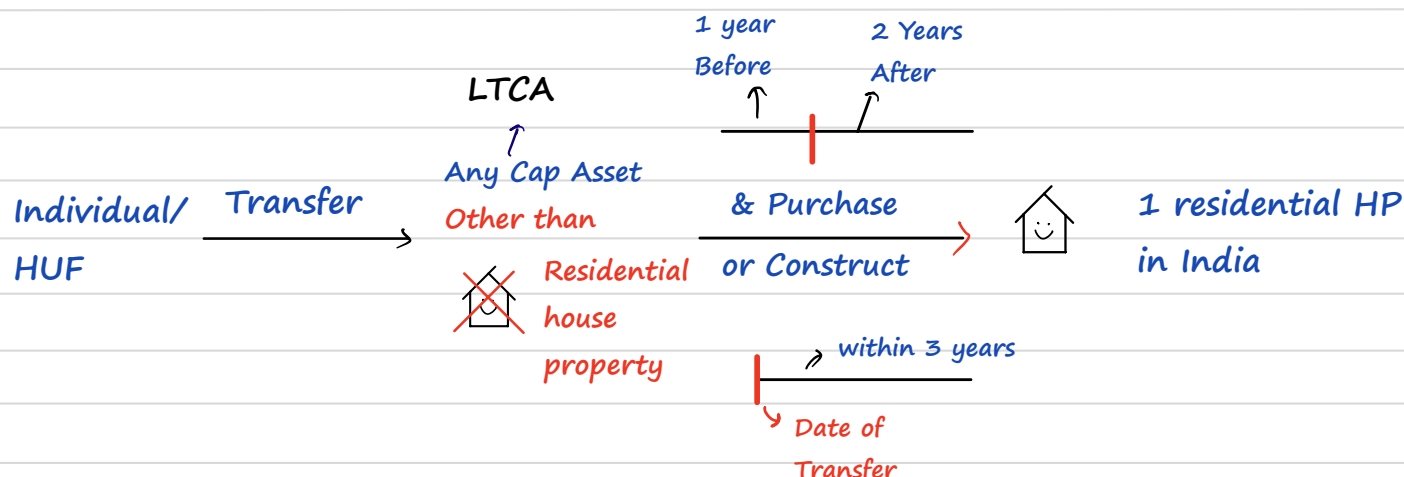 1 year
Before
2 Years
After
LTCA
Any Cap Asset
Individual/
HUF
Transfer
Other than
Residential
house
property
& Purchase
or Construct
1 residential HP
in India
within 3 years
Date of
Transfer